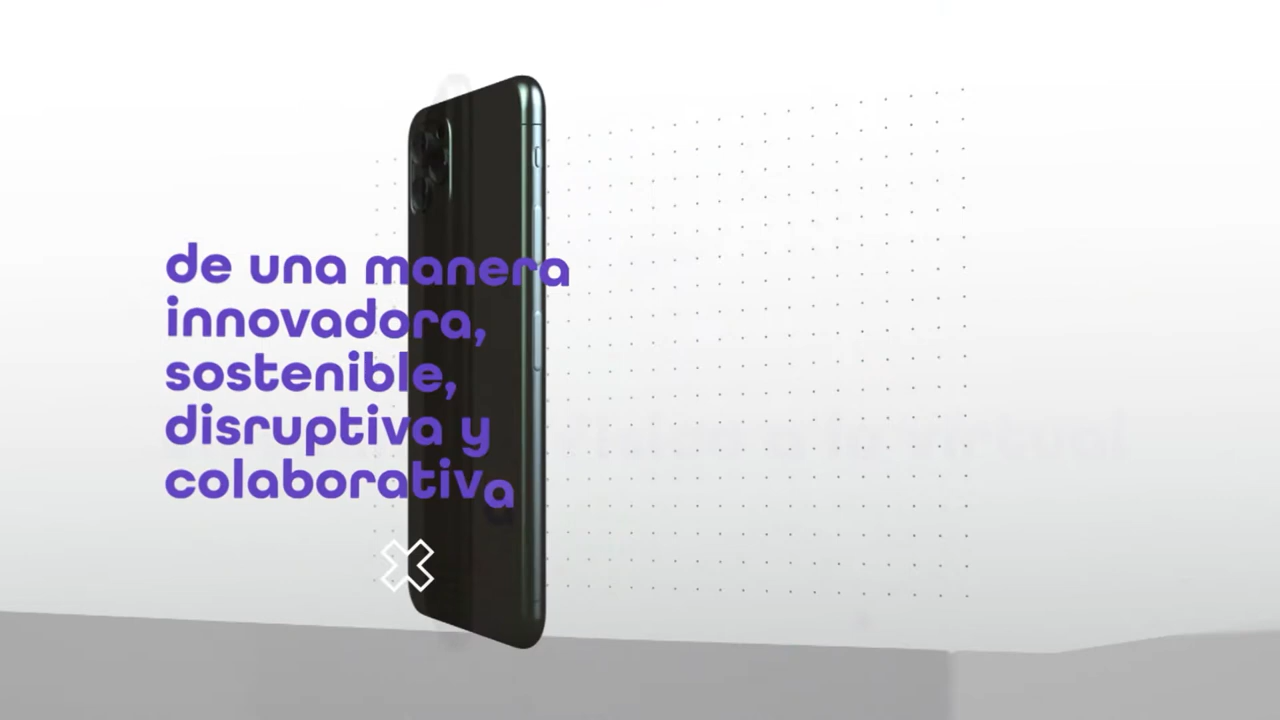 de una manera
innovadora,
sostenible,
disruptiva y
colaborativa